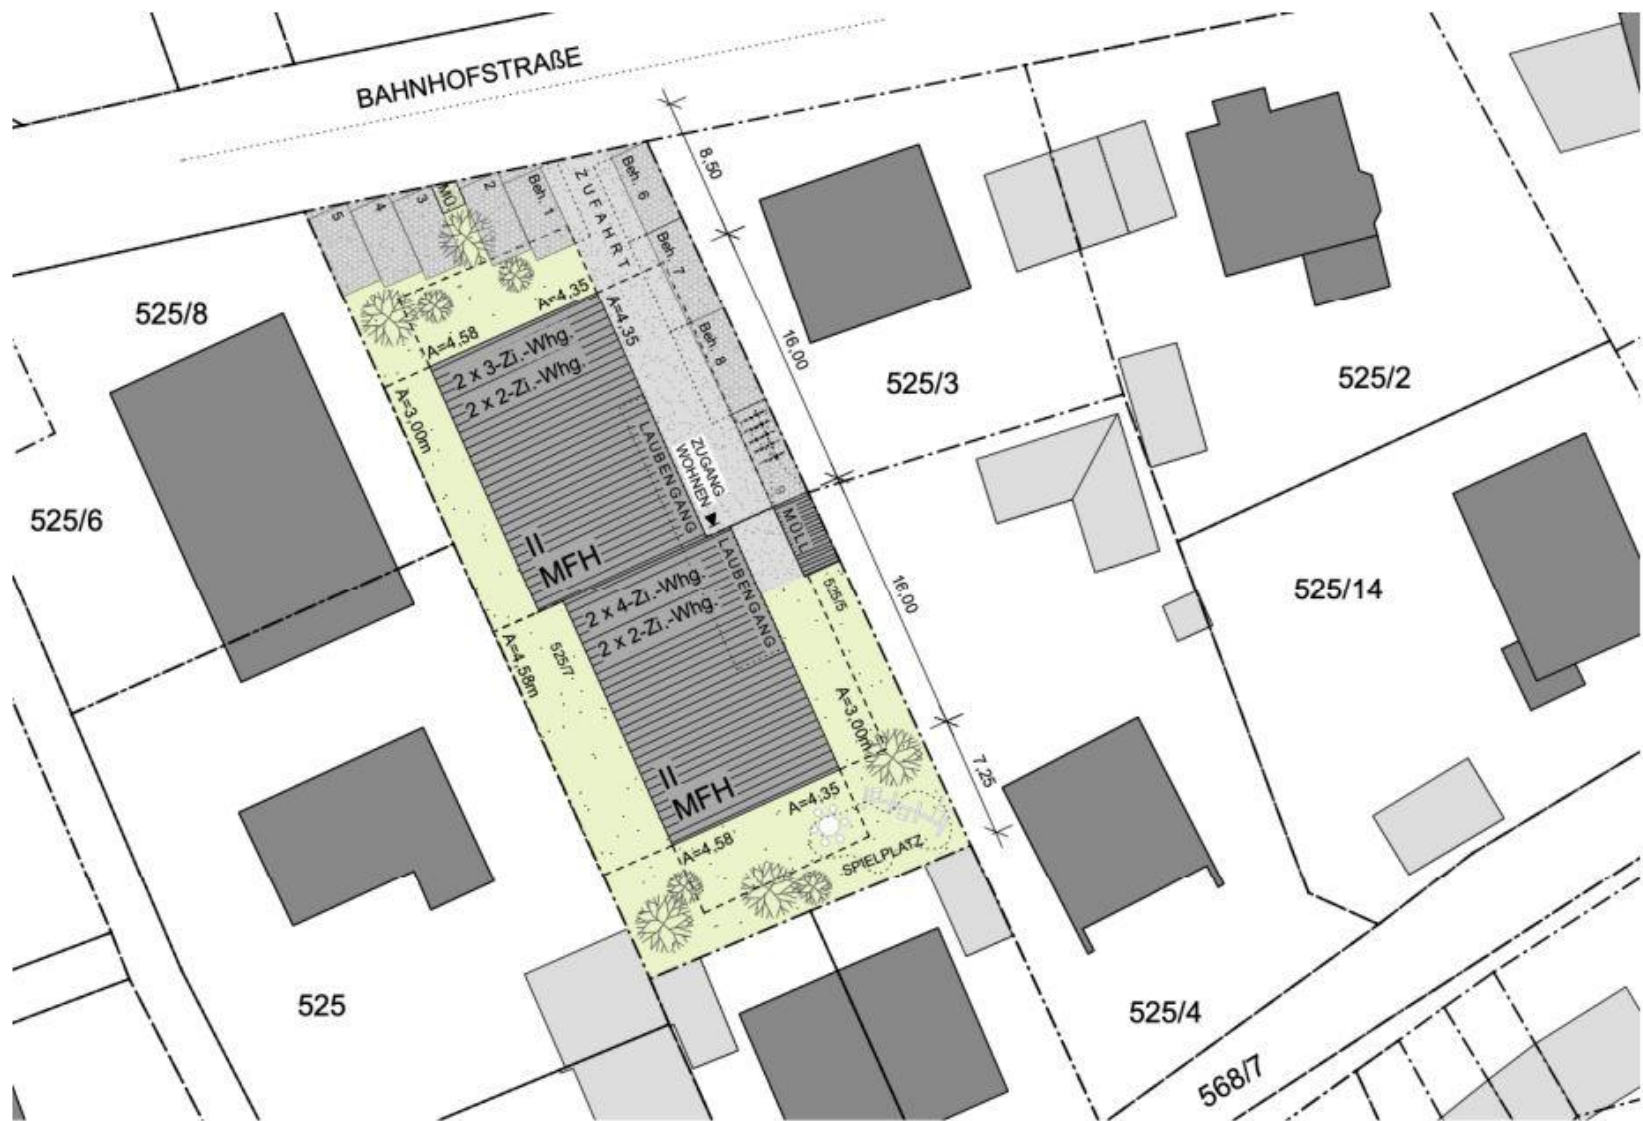 BAHNHOFSTRAßE
8,50
5
4
3
MÜ
2
Beh. 1
ZUFAHRT
Beh. 6
Beh. 7
Beh. 8
9
525/8
A=4,58
A=4,35
A=4,35
16,00
2 x 3-Zi.-Whg.
2 x 2-Zi.-Whg.
525/3
525/2
A=3,00m
LAUBENGANG
ZUGANG
WOHNEN
MÜLL
525/6
II
MFH
LAUBENGANG
2 x 4-Zi.-Whg.
2 x 2-Zi.-Whg.
525/5
16,00
525/14
A=4,58m
525/7
A=3,00m
II
MFH
7,25
A=4,35
A=4,58
SPIELPLATZ
525
525/4
568/7